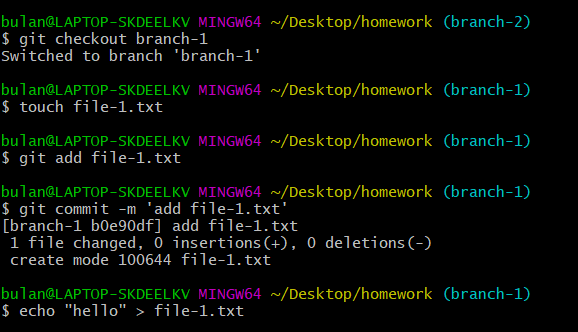 bulan@LAPTOP-SKDEELKV MINGW64 ~/Desktop/homework (branch-2)
$ git checkout branch-1
Switched to branch 'branch-1'
bulan@LAPTOP-SKDEELKV MINGW64 ~/Desktop/homework (branch-1)
$ touch file-1.txt
bulan@LAPTOP-SKDEELKV MINGW64 ~/Desktop/homework (branch-1)
$ git add file-1.txt
bulan@LAPTOP-SKDEELKV MINGW64 ~/Desktop/homework (branch-1)
$ git commit -m 'add file-1.txt'
[branch-1 b0e90df] add file-1.txt
 1 file changed, 0 insertions(+), 0 deletions(-)
 create mode 100644 file-1.txt
bulan@LAPTOP-SKDEELKV MINGW64 ~/Desktop/homework (branch-1)
$ echo "hello" > file-1.txt